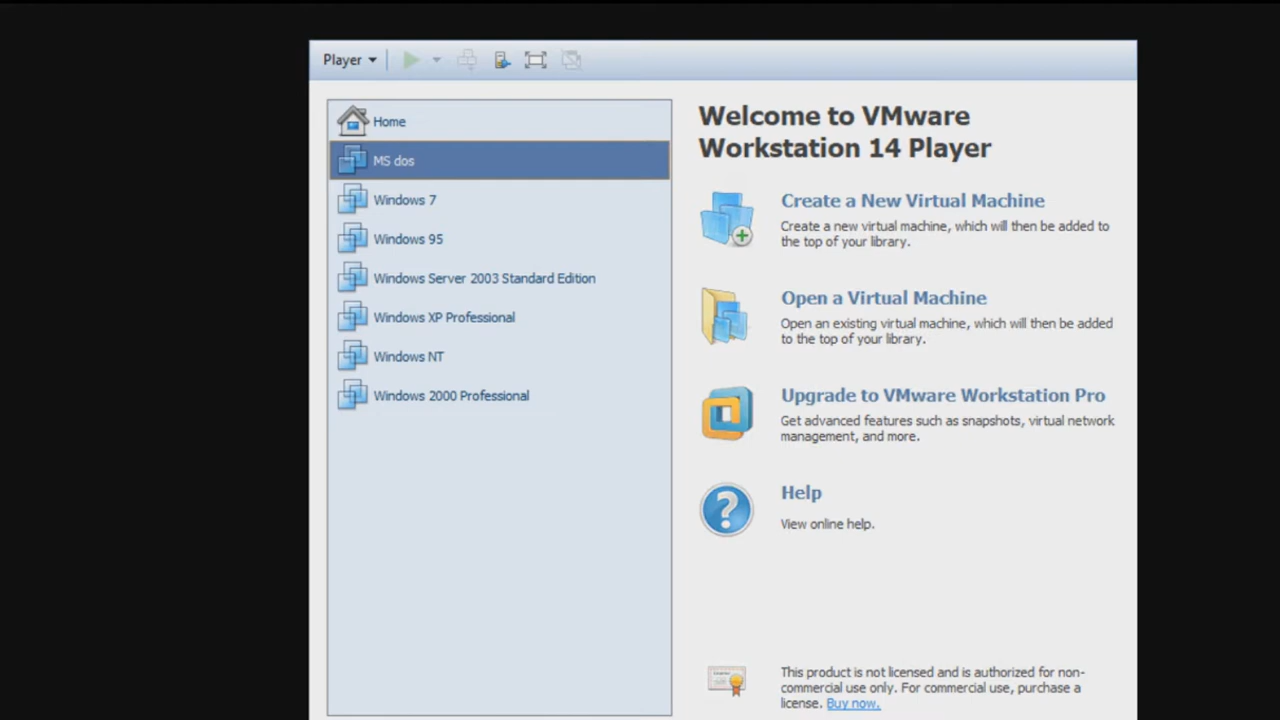 Player
Home
MS dos
Windows 7
Windows 95
Windows Server 2003 Standard Edition
Windows XP Professional
Windows NT
Windows 2000 Professional
Welcome to VMware
Workstation 14 Player
Create a New Virtual Machine
Create a new virtual machine, which will then be added to
the top of your library.
Open a Virtual Machine
Open an existing virtual machine, which will then be added
to the top of your library.
Upgrade to VMware Workstation Pro
Get advanced features such as snapshots, virtual network
management, and more.
Help
View online help.
This product is not licensed and is authorized for non-
commercial use only. For commercial use, purchase a
license. Buy now.